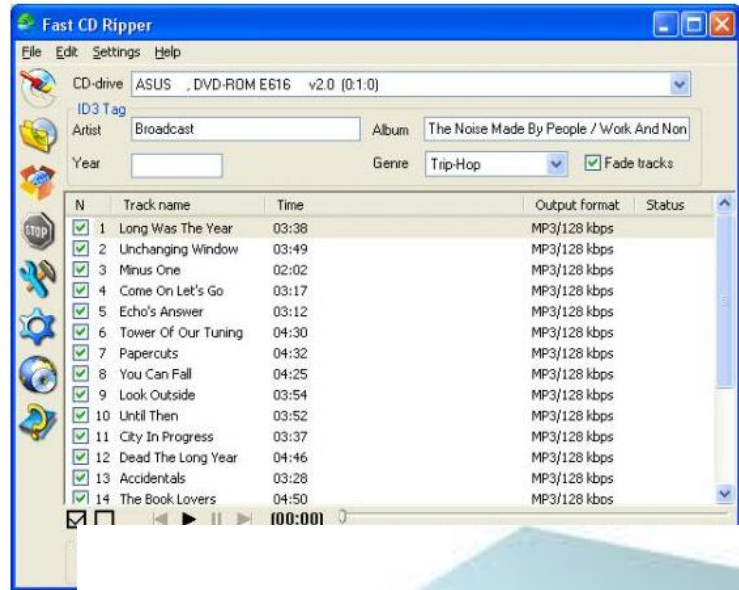 Fast CD Ripper
File Edit Settings Help
CD-drive ASUS , DVD-ROM E616 v2.0 (0:1:0)
ID3 Tag
Artist Broadcast Album The Noise Made By People / Work And Non
Year Genre Trip-Hop Fade tracks
N Track name Time Output format Status
1 Long Was The Year 03:38 MP3/128 kbps
2 Unchanging Window 03:49 MP3/128 kbps
3 Minus One 02:02 MP3/128 kbps
4 Come On Let's Go 03:17 MP3/128 kbps
5 Echo's Answer 03:12 MP3/128 kbps
6 Tower Of Our Tuning 04:30 MP3/128 kbps
7 Papercuts 04:32 MP3/128 kbps
8 You Can Fall 04:25 MP3/128 kbps
9 Look Outside 03:54 MP3/128 kbps
10 Until Then 03:52 MP3/128 kbps
11 City In Progress 03:37 MP3/128 kbps
12 Dead The Long Year 04:46 MP3/128 kbps
13 Accidentals 03:28 MP3/128 kbps
14 The Book Lovers 04:50 MP3/128 kbps
STOP
(00:00)